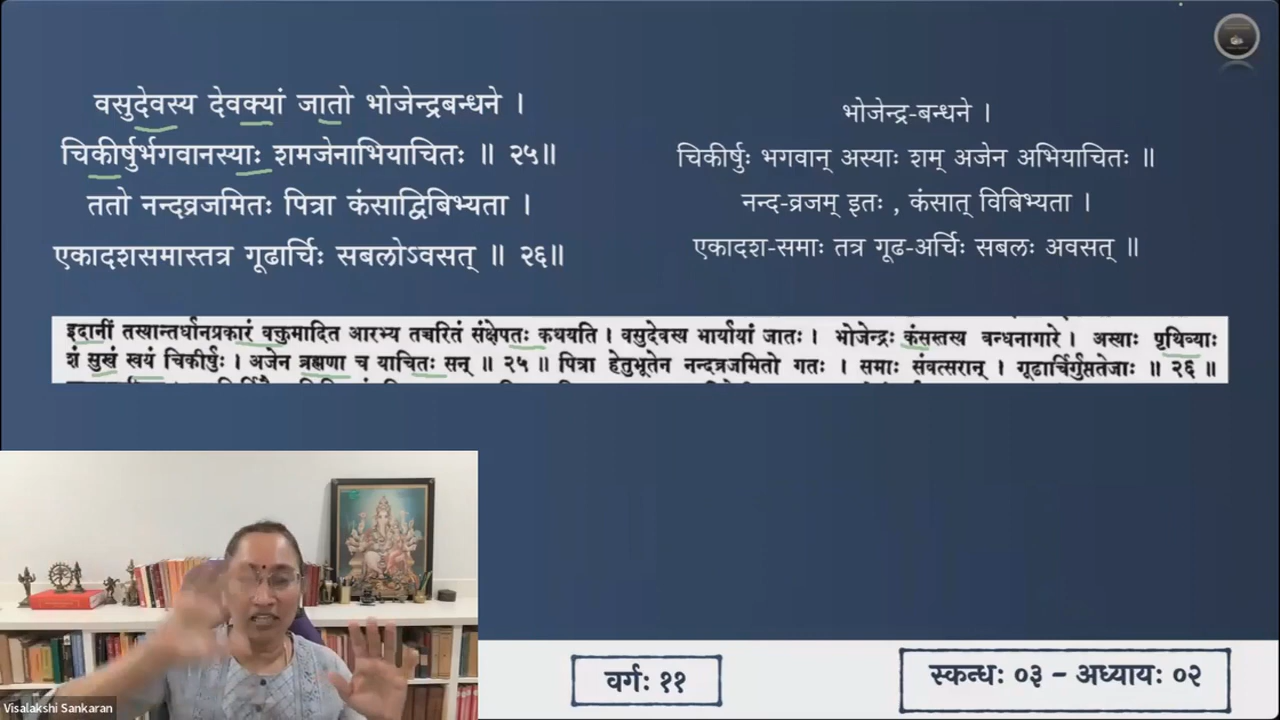 वसुदेवस्य देवक्यां जातो भोजेन्द्रबन्धने ।
चिकीर्षुर्भगवानस्याः शमजेनाभियाचितः ॥ २५॥
ततो नन्दव्रजमितः पित्रा कंसाद्विबिभ्यता ।
एकादशसमास्तत्र गूढार्चिः सबलोऽवसत् ॥ २६॥
भोजेन्द्र-बन्धने ।
चिकीर्षुः भगवान् अस्याः शम् अजेन अभियाचितः ॥
नन्द-व्रजम् इतः , कंसात् विबिभ्यता ।
एकादश-समाः तत्र गूढ-अर्चिः सबलः अवसत् ॥
इदानीं तस्यान्तर्धानप्रकारं वक्तुमादित आरभ्य तच्चरितं संक्षेपतः कथयति । वसुदेवस्य भार्यायां जातः । भोजेन्द्रः कंसस्तस्य बन्धनागारे । अस्याः पृथिव्याः
शं सुखं स्वयं चिकीर्षुः । अजेन ब्रह्मणा च याचितः सन् ॥ २५ ॥ पित्रा हेतुभूतेन नन्दव्रजमितो गतः । समाः संवत्सरान् । गूढार्चिर्गुप्ततेजाः ॥ २६ ॥
Visalakshi Sankaran
वर्गः ११
स्कन्धः ०३ – अध्यायः ०२